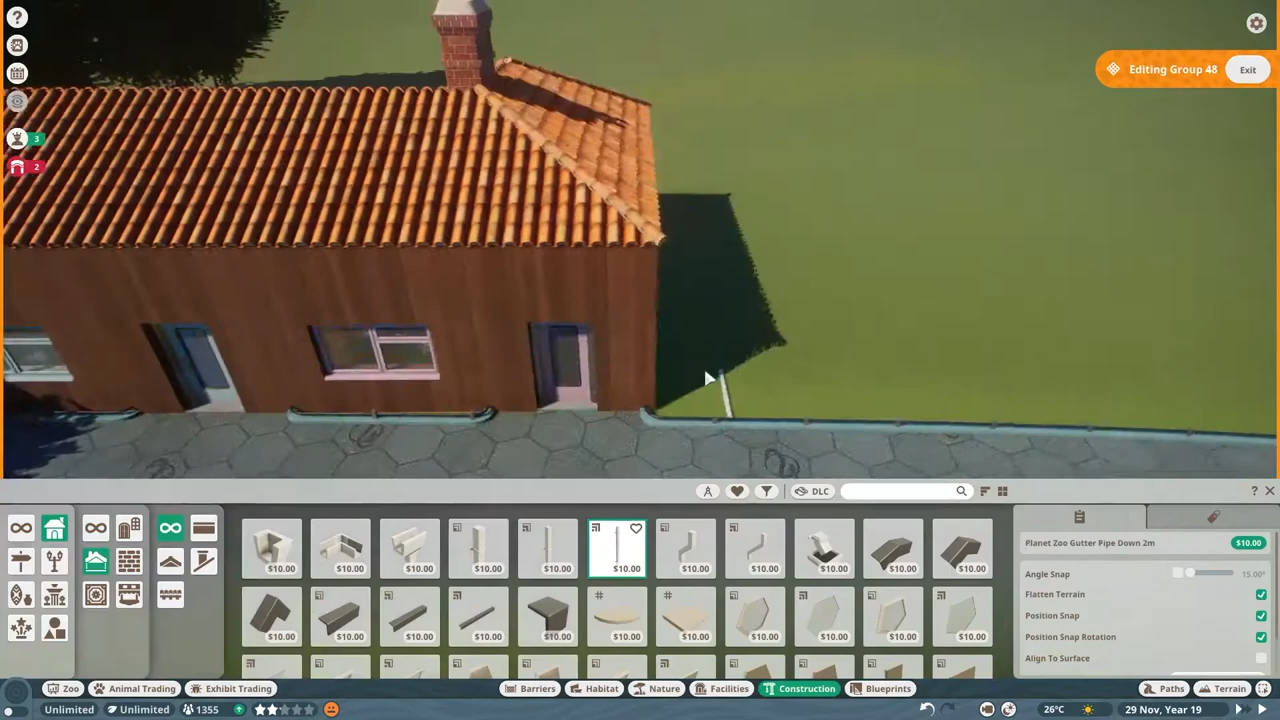 ?
Editing Group 48
Exit
3
2
DLC
?
$10.00 $10.00 $10.00 $10.00 $10.00 $10.00 $10.00 $10.00 $10.00 $10.00 $10.00
$10.00 $10.00 $10.00 $10.00 $10.00 $10.00 $10.00 $10.00 $10.00 $10.00 $10.00
Planet Zoo Gutter Pipe Down 2m $10.00
Angle Snap 15.00°
Flatten Terrain
Position Snap
Position Snap Rotation
Align To Surface
Zoo Animal Trading Exhibit Trading Barriers Habitat Nature Facilities Construction Blueprints Paths Terrain
Unlimited Unlimited 1355 26°C 29 Nov, Year 19